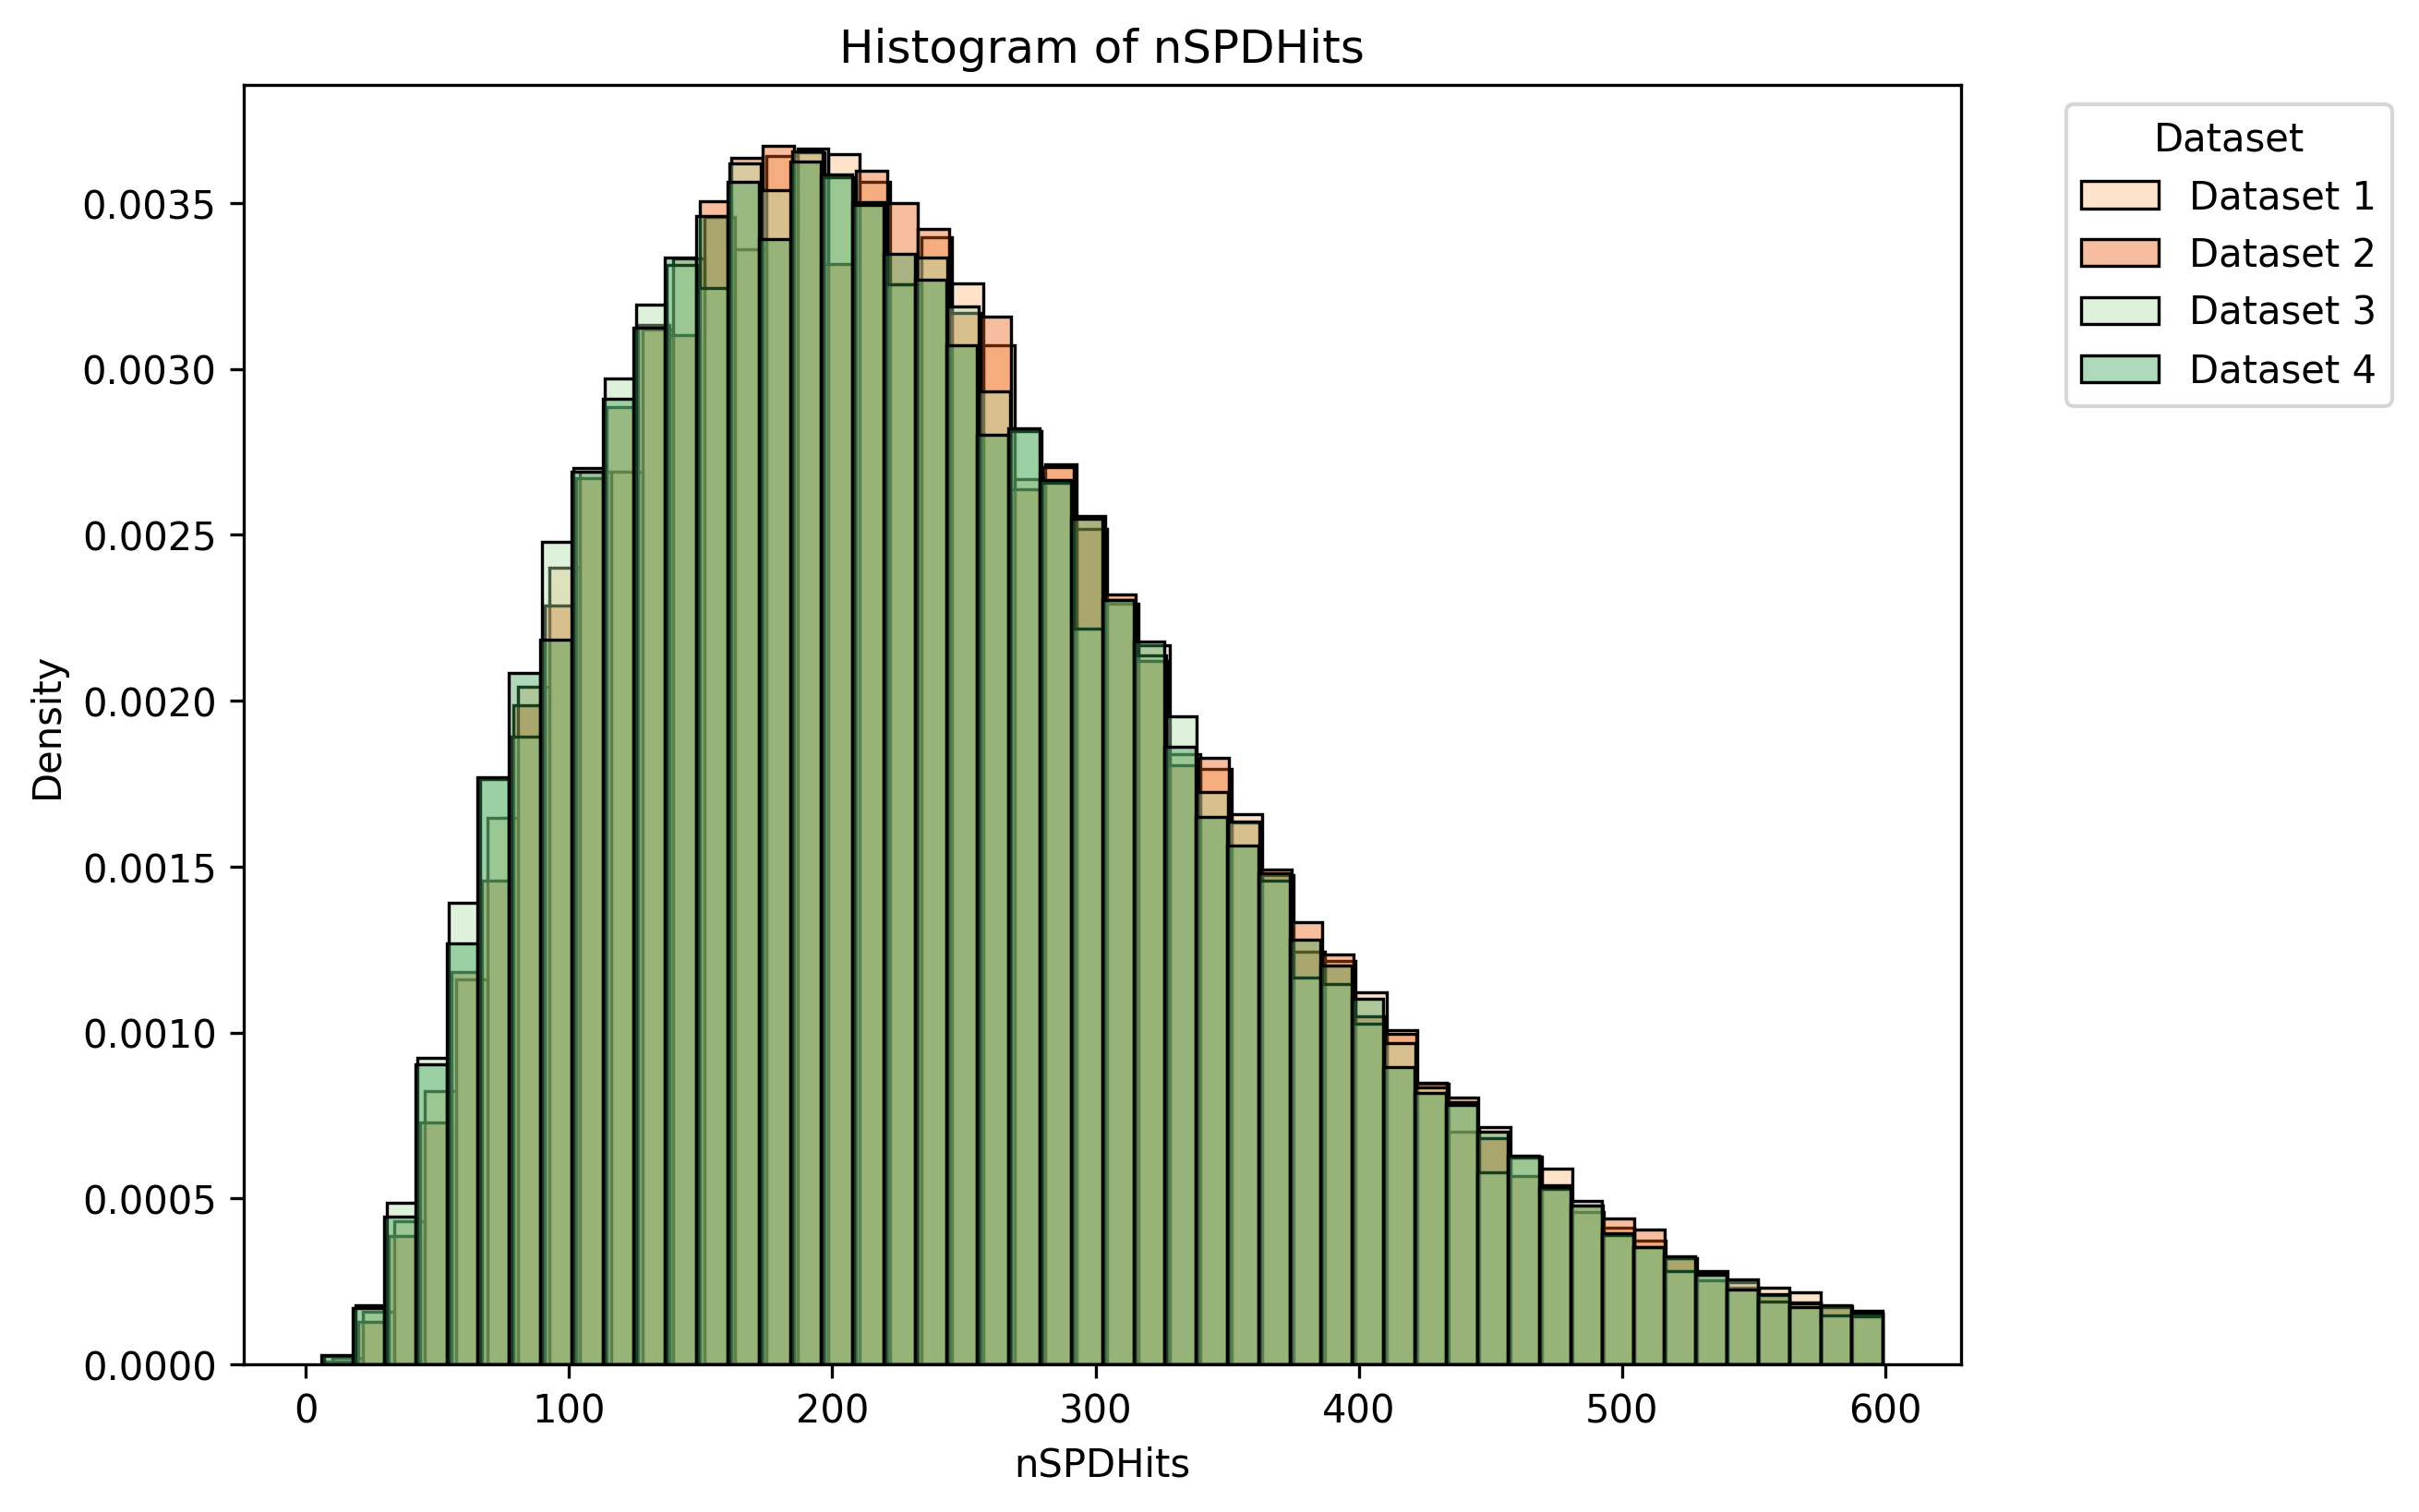 Histogram of nSPDHits
Dataset
Dataset 1
Dataset 2
Dataset 3
Dataset 4
Density
0.0035
0.0030
0.0025
0.0020
0.0015
0.0010
0.0005
0.0000
0 100 200 300 400 500 600
nSPDHits